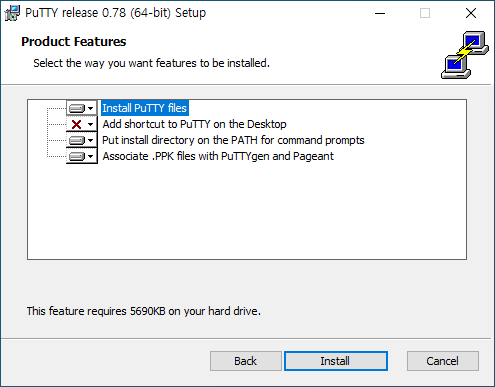 PuTTY release 0.78 (64-bit) Setup
Product Features
Select the way you want features to be installed.
Install PuTTY files
Add shortcut to PuTTY on the Desktop
Put install directory on the PATH for command prompts
Associate .PPK files with PuTTYgen and Pageant
This feature requires 5690KB on your hard drive.
Back
Install
Cancel